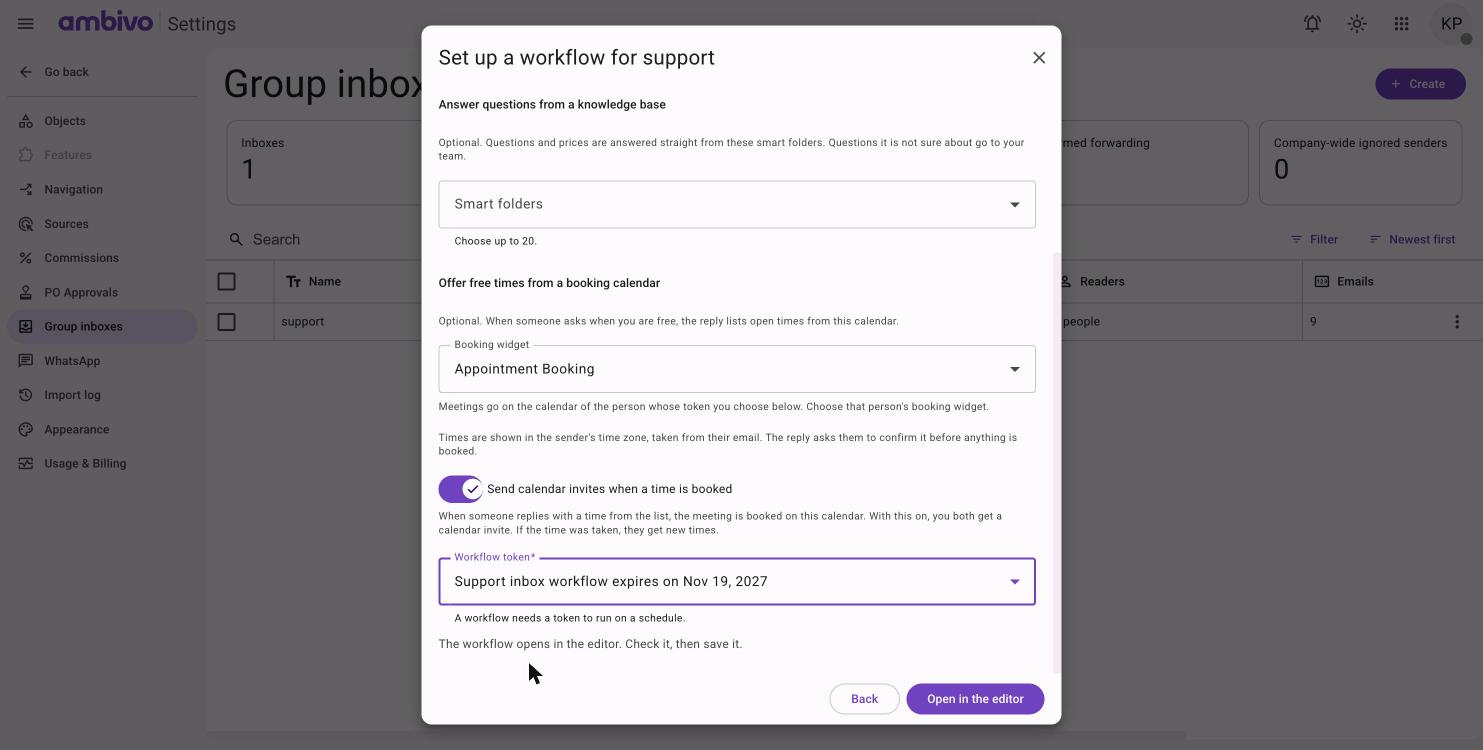 ambivo Settings
KP
Go back
Objects
Features
Navigation
Sources
Commissions
PO Approvals
Group inboxes
WhatsApp
Import log
Appearance
Usage & Billing
Group inbox
+ Create
Inboxes
1
med forwarding
Company-wide ignored senders
0
Search
Filter
Newest first
Name
Readers
Emails
support
people
9
Set up a workflow for support
Answer questions from a knowledge base
Optional. Questions and prices are answered straight from these smart folders. Questions it is not sure about go to your
team.
Smart folders
Choose up to 20.
Offer free times from a booking calendar
Optional. When someone asks when you are free, the reply lists open times from this calendar.
Booking widget
Appointment Booking
Meetings go on the calendar of the person whose token you choose below. Choose that person's booking widget.
Times are shown in the sender's time zone, taken from their email. The reply asks them to confirm it before anything is
booked.
Send calendar invites when a time is booked
When someone replies with a time from the list, the meeting is booked on this calendar. With this on, you both get a
calendar invite. If the time was taken, they get new times.
Workflow token*
Support inbox workflow expires on Nov 19, 2027
A workflow needs a token to run on a schedule.
The workflow opens in the editor. Check it, then save it.
Back
Open in the editor